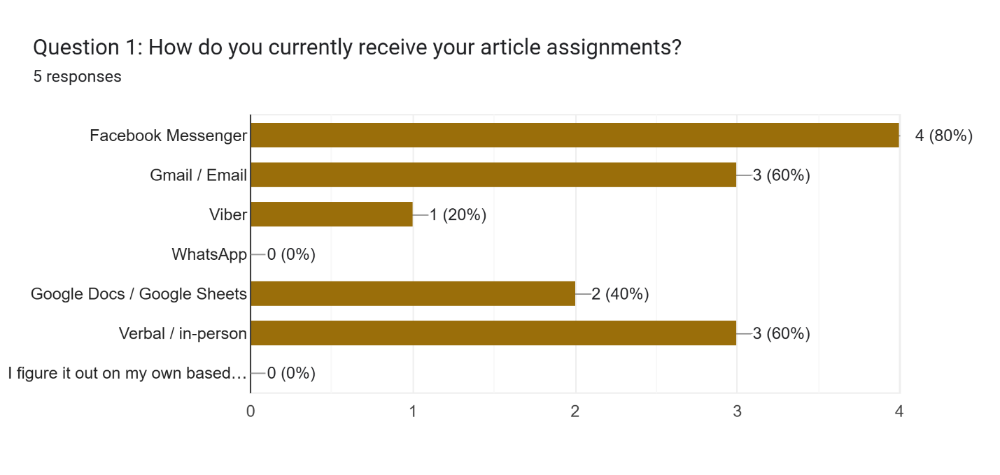 Question 1: How do you currently receive your article assignments?
5 responses
Facebook Messenger 4 (80%)
Gmail / Email 3 (60%)
Viber 1 (20%)
WhatsApp 0 (0%)
Google Docs / Google Sheets 2 (40%)
Verbal / in-person 3 (60%)
I figure it out on my own based… 0 (0%)
0 1 2 3 4